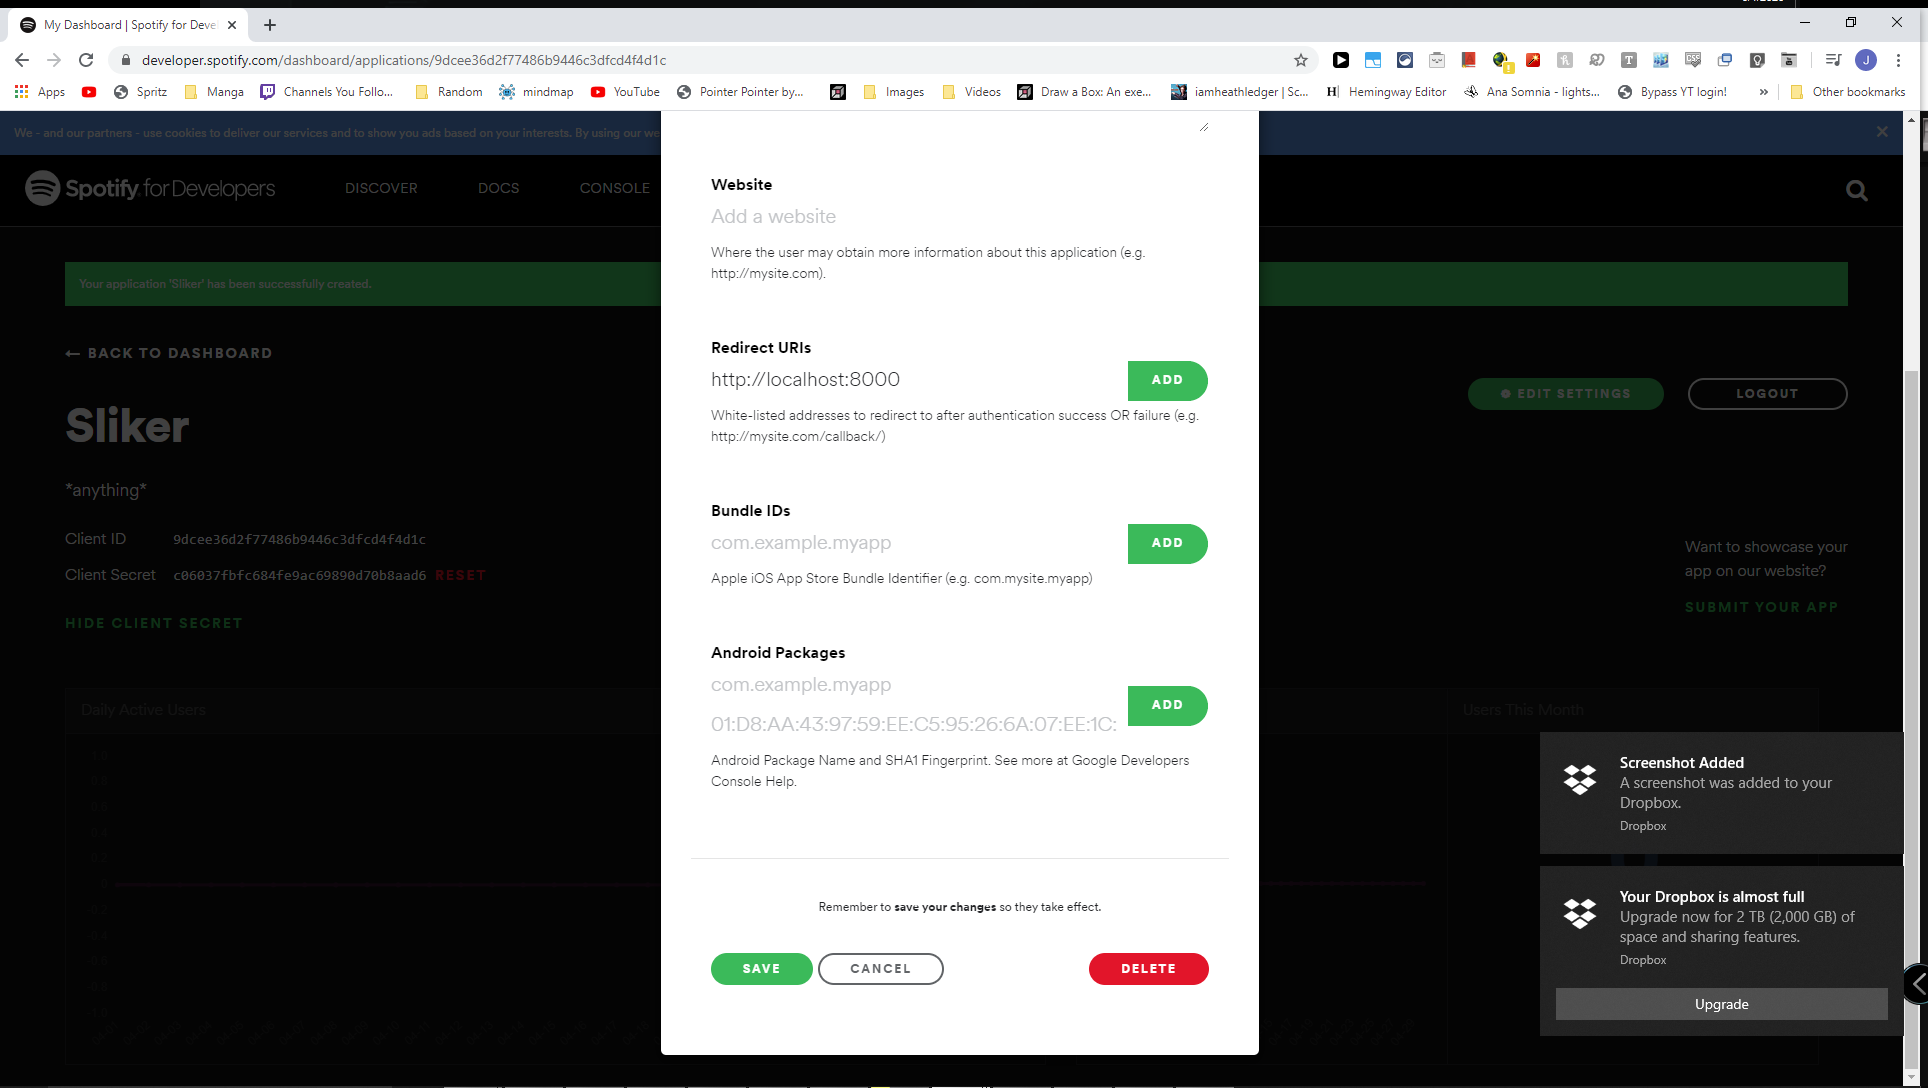 My Dashboard | Spotify for Deve
developer.spotify.com/dashboard/applications/9dcee36d2f77486b9446c3dfcd4f4d1c
J
Apps
Spritz
Manga
Channels You Follo...
Random
mindmap
YouTube
Pointer Pointer by...
Images
Videos
Draw a Box: An exe...
iamheathledger | Sc...
Hemingway Editor
Ana Somnia - lights...
Bypass YT login!
»
Other bookmarks
We - and our partners - use cookies to deliver our services and to show you ads based on your interests. By using our we
Spotify for Developers
DISCOVER
DOCS
CONSOLE
Your application 'Sliker' has been successfully created.
← BACK TO DASHBOARD
EDIT SETTINGS
LOGOUT
Sliker
*anything*
Client ID 9dcee36d2f77486b9446c3dfcd4f4d1c
Client Secret c06037fbfc684fe9ac69890d70b8aad6 RESET
HIDE CLIENT SECRET
Want to showcase your
app on our website?
SUBMIT YOUR APP
Daily Active Users
Users This Month
Website
Add a website
Where the user may obtain more information about this application (e.g.
http://mysite.com).
Redirect URIs
http://localhost:8000
ADD
White-listed addresses to redirect to after authentication success OR failure (e.g.
http://mysite.com/callback/)
Bundle IDs
com.example.myapp
ADD
Apple iOS App Store Bundle Identifier (e.g. com.mysite.myapp)
Android Packages
com.example.myapp
ADD
01:D8:AA:43:97:59:EE:C5:95:26:6A:07:EE:1C:
Android Package Name and SHA1 Fingerprint. See more at Google Developers
Console Help.
Remember to save your changes so they take effect.
SAVE
CANCEL
DELETE
Screenshot Added
A screenshot was added to your
Dropbox.
Dropbox
Your Dropbox is almost full
Upgrade now for 2 TB (2,000 GB) of
space and sharing features.
Dropbox
Upgrade